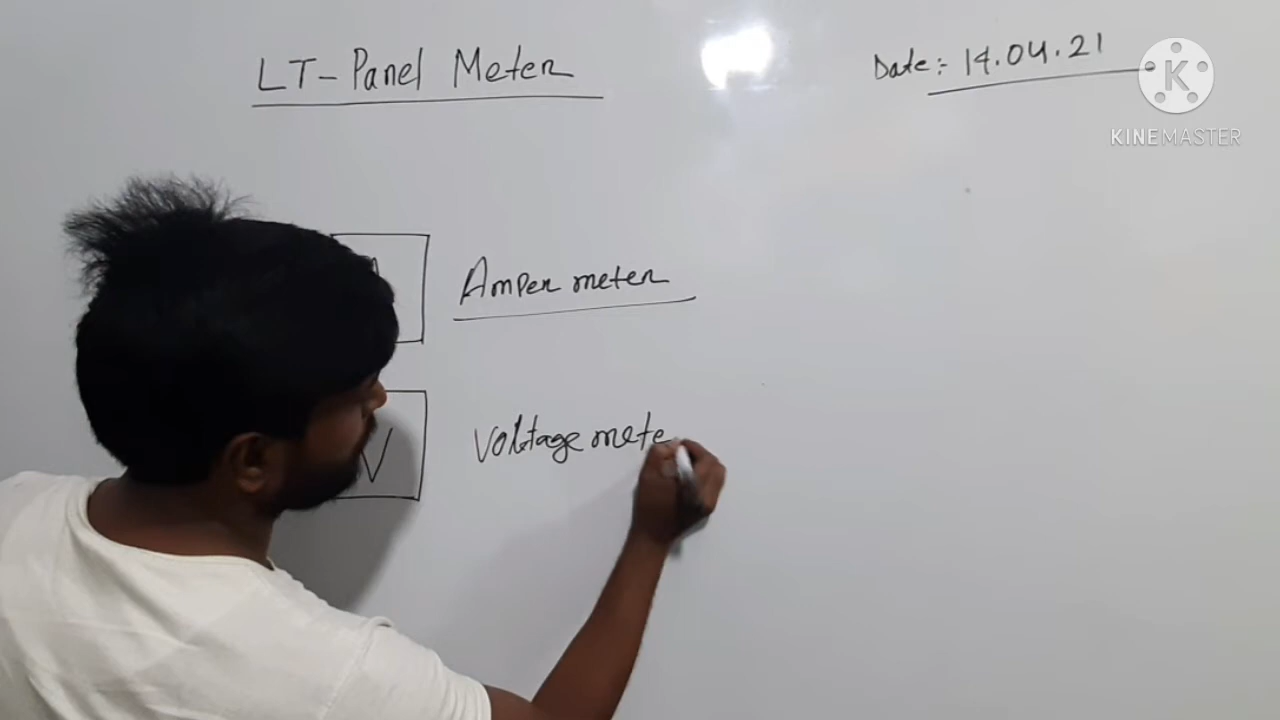 LT-Panel Meter
Date:- 14.04.21
K
KINEMASTER
Amper meter
V
Voltage mete